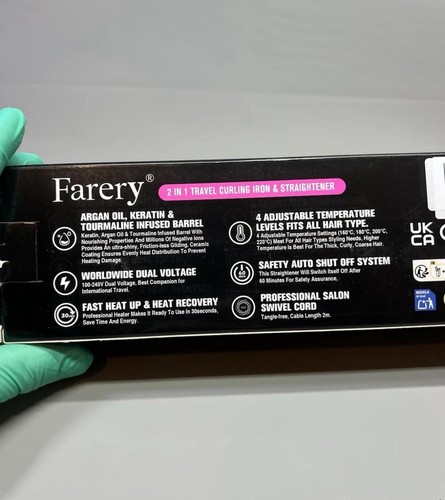 Farery®
2 IN 1 TRAVEL CURLING IRON & STRAIGHTENER
ARGAN OIL, KERATIN &
TOURMALINE INFUSED BARREL
Keratin, Argan Oil & Tourmaline Infused Barrel With
Nourishing Properties And Millions Of Negative Ions
Provides An ultra-shiny, Friction-less Gliding. Ceramic
Coating Ensures Evenly Heat Distribution To Prevent
Heating Damage.
WORLDWIDE DUAL VOLTAGE
100-240V Dual Voltage, Best Companion for
International Travel.
30s
FAST HEAT UP & HEAT RECOVERY
Professional Heater Makes It Ready To Use In 30seconds,
Save Time And Energy.
4 ADJUSTABLE TEMPERATURE
LEVELS FITS ALL HAIR TYPE.
4 Adjustable Temperature Settings (160°C, 180°C, 200°C,
220°C) Best For All Hair Types Styling Needs, Higher
Temperature Is Best For The Thick, Curly, Coarse Hair.
60
SAFETY AUTO SHUT OFF SYSTEM
This Straightener Will Switch Itself Off After
60 Minutes For Safety Assurance.
PROFESSIONAL SALON
SWIVEL CORD
Tangle-free, Cable Length 2m.
UK
CA